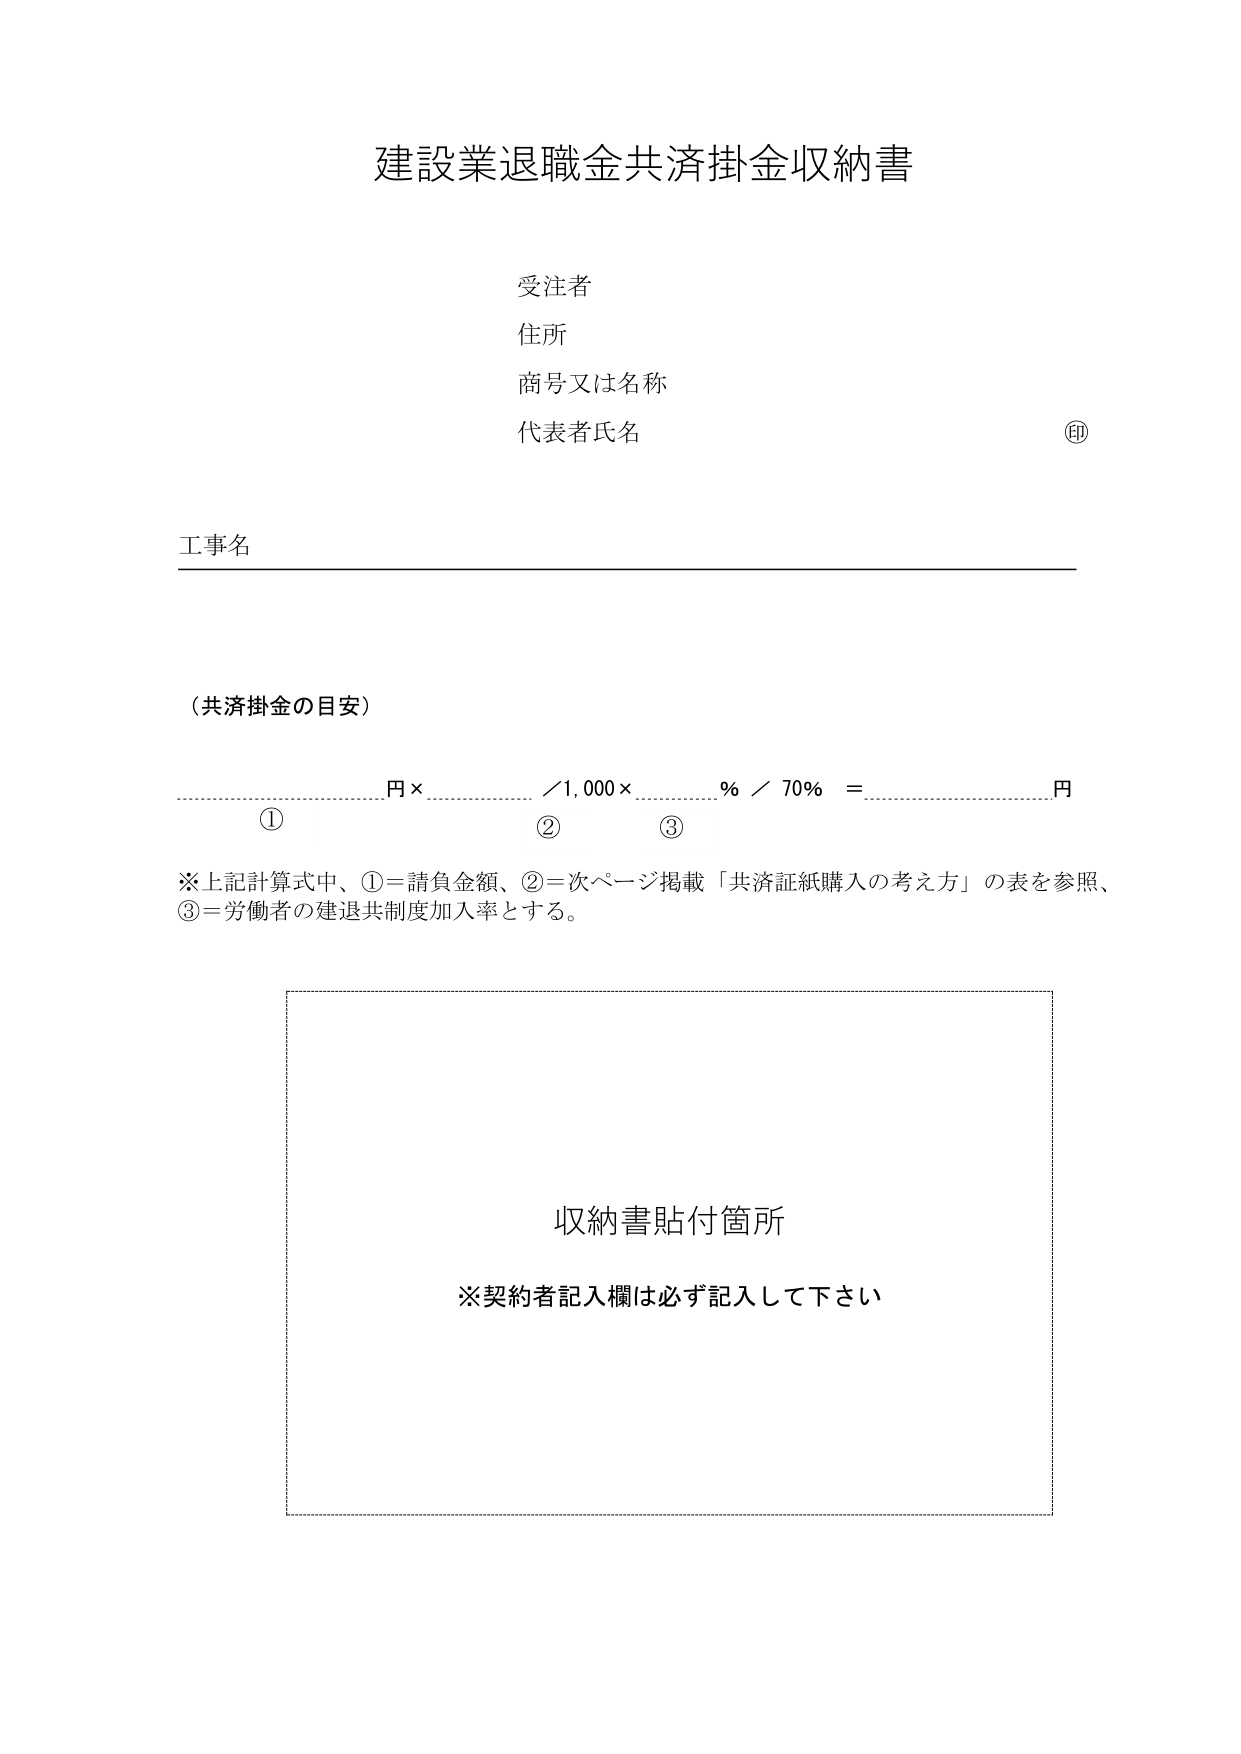 建設業退職金共済掛金収納書
受注者
住所
商号又は名称
代表者氏名 ㊞
工事名
（共済掛金の目安）
円× ／1,000× % ／ 70% ＝ 円
① ② ③
※上記計算式中、①＝請負金額、②＝次ページ掲載「共済証紙購入の考え方」の表を参照、
③＝労働者の建退共制度加入率とする。
収納書貼付箇所
※契約者記入欄は必ず記入して下さい